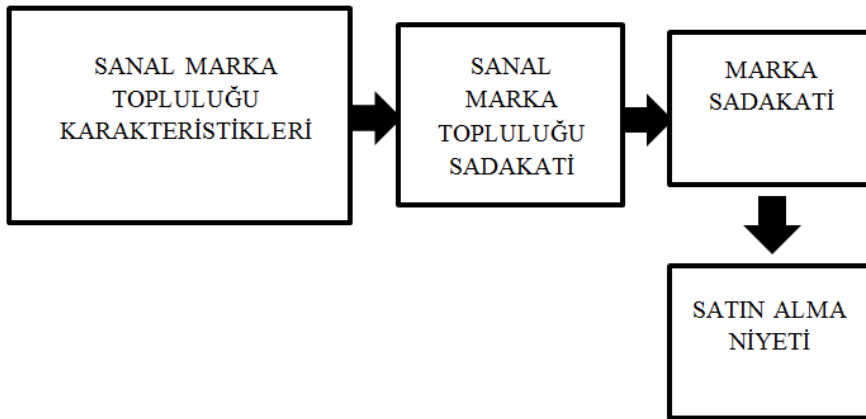 SANAL MARKA
TOPLULUĞU
KARAKTERİSTİKLERİ
SANAL
MARKA
TOPLULUĞU
SADAKATİ
MARKA
SADAKATİ
SATIN ALMA
NİYETİ